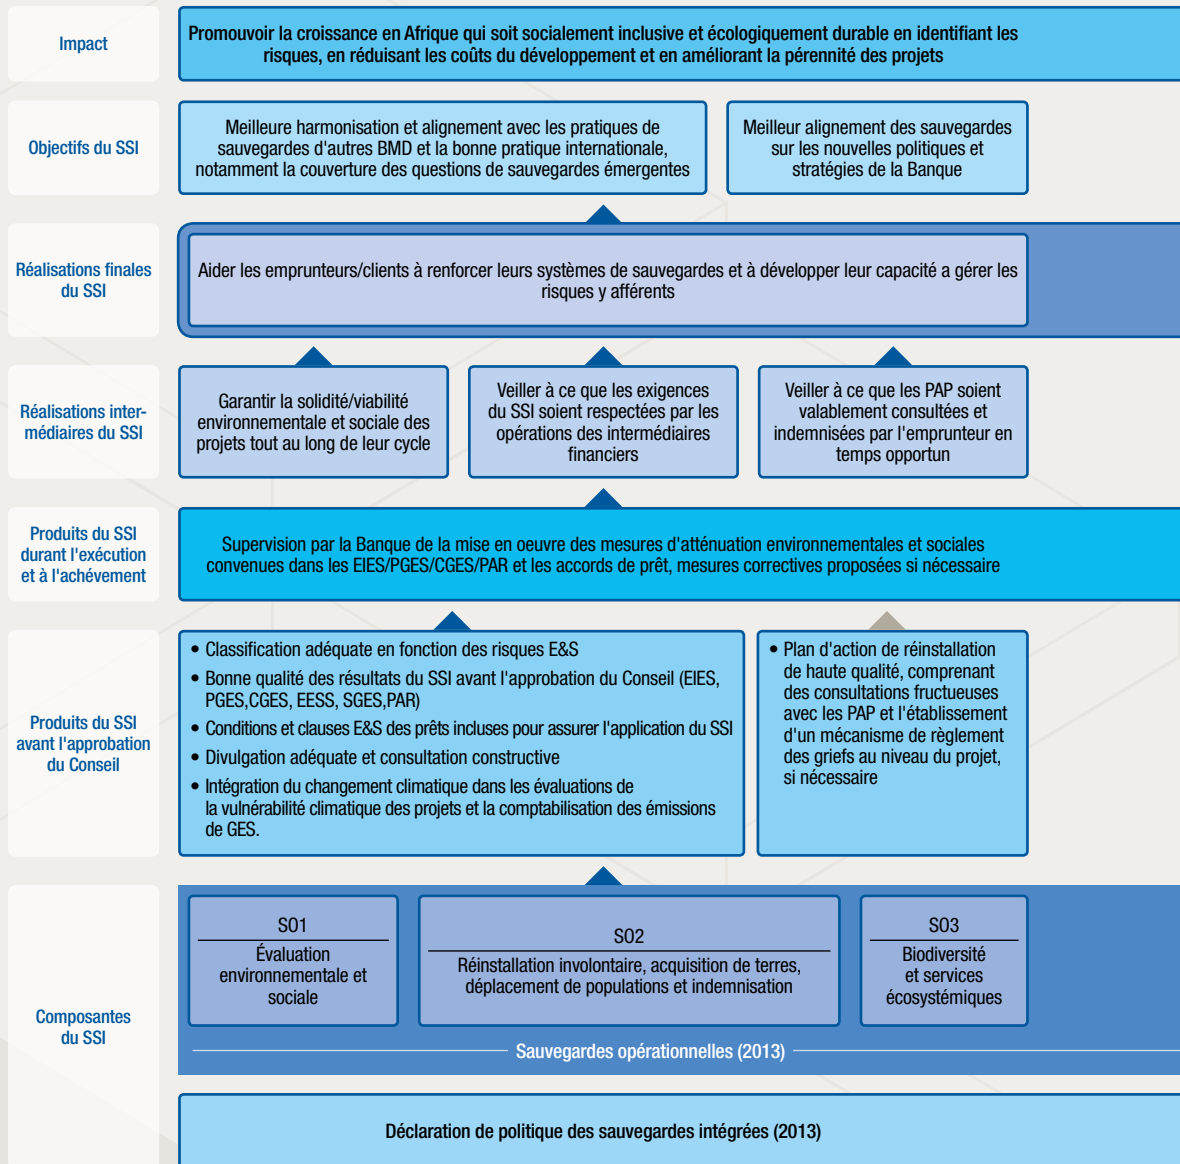 Impact
Promouvoir la croissance en Afrique qui soit socialement inclusive et écologiquement durable en identifiant les
risques, en réduisant les coûts du développement et en améliorant la pérennité des projets
Objectifs du SSI
Meilleure harmonisation et alignement avec les pratiques de
sauvegardes d'autres BMD et la bonne pratique internationale,
notamment la couverture des questions de sauvegardes émergentes
Meilleur alignement des sauvegardes
sur les nouvelles politiques et
stratégies de la Banque
Réalisations finales
du SSI
Aider les emprunteurs/clients à renforcer leurs systèmes de sauvegardes et à développer leur capacité a gérer les
risques y afférents
Réalisations inter-
médiaires du SSI
Garantir la solidité/viabilité
environnementale et sociale des
projets tout au long de leur cycle
Veiller à ce que les exigences
du SSI soient respectées par les
opérations des intermédiaires
financiers
Veiller à ce que les PAP soient
valablement consultées et
indemnisées par l'emprunteur en
temps opportun
Produits du SSI
durant l'exécution
et à l'achévement
Supervision par la Banque de la mise en oeuvre des mesures d'atténuation environnementales et sociales
convenues dans les EIES/PGES/CGES/PAR et les accords de prêt, mesures correctives proposées si nécessaire
Produits du SSI
avant l'approbation
du Conseil
• Classification adéquate en fonction des risques E&S
• Bonne qualité des résultats du SSI avant l'approbation du Conseil (EIES,
PGES,CGES, EESS, SGES,PAR)
• Conditions et clauses E&S des prêts incluses pour assurer l'application du SSI
• Divulgation adéquate et consultation constructive
• Intégration du changement climatique dans les évaluations de
la vulnérabilité climatique des projets et la comptabilisation des émissions
de GES.
• Plan d'action de réinstallation
de haute qualité, comprenant
des consultations fructueuses
avec les PAP et l'établissement
d'un mécanisme de règlement
des griefs au niveau du projet,
si nécessaire
Composantes
du SSI
SO1
Évaluation
environnementale et
sociale
SO2
Réinstallation involontaire, acquisition de terres,
déplacement de populations et indemnisation
SO3
Biodiversité
et services
écosystémiques
Sauvegardes opérationnelles (2013)
Déclaration de politique des sauvegardes intégrées (2013)